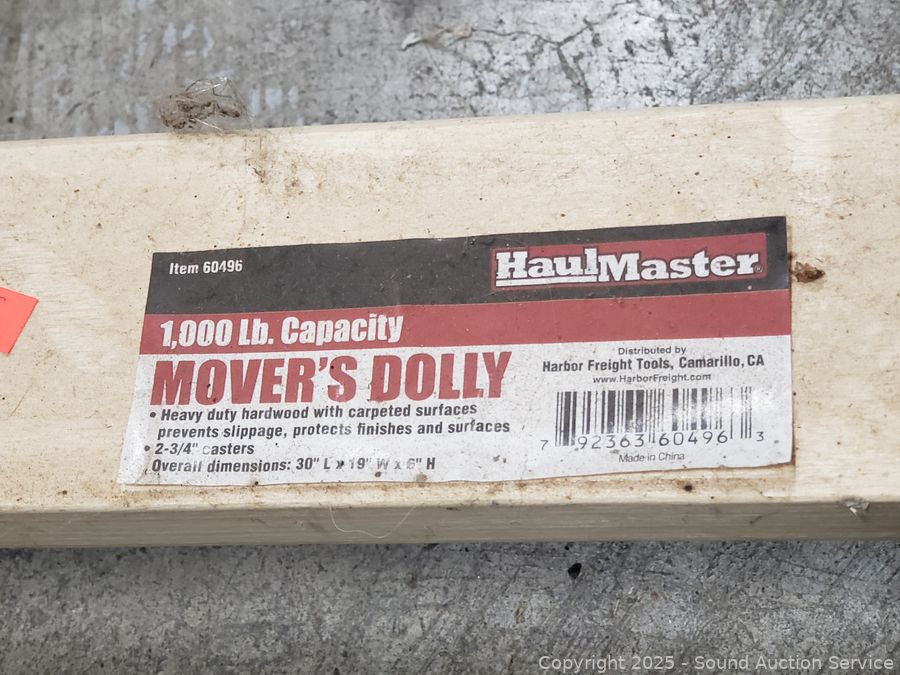 Item 60496
HaulMaster®
1,000 Lb. Capacity
MOVER'S DOLLY
• Heavy duty hardwood with carpeted surfaces
prevents slippage, protects finishes and surfaces
• 2-3/4" casters
Overall dimensions: 30" L x 19" W x 6" H
Distributed by
Harbor Freight Tools, Camarillo, CA
www.HarborFreight.com
7 92363 60496 3
Made in China
Copyright 2025 - Sound Auction Service